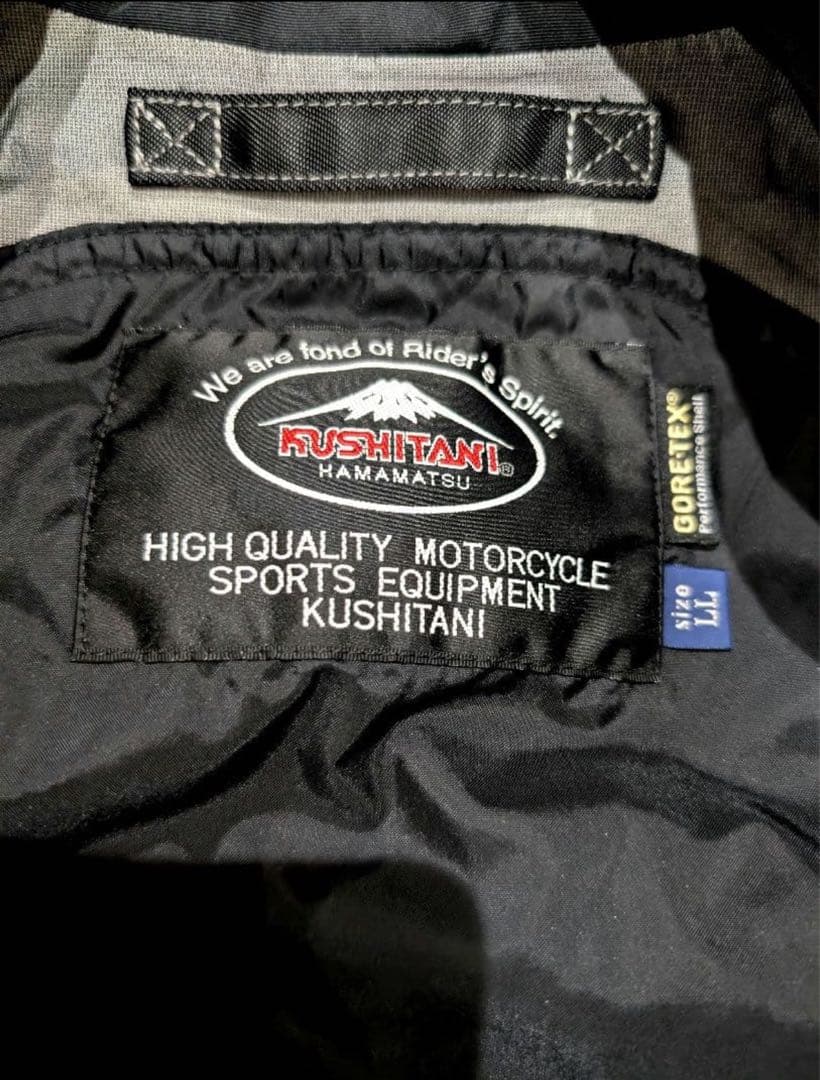 We are fond of Rider's Spirit.
KUSHITANI®
HAMAMATSU
HIGH QUALITY MOTORCYCLE
SPORTS EQUIPMENT
KUSHITANI
GORE-TEX®
Performance Shell
size
LL